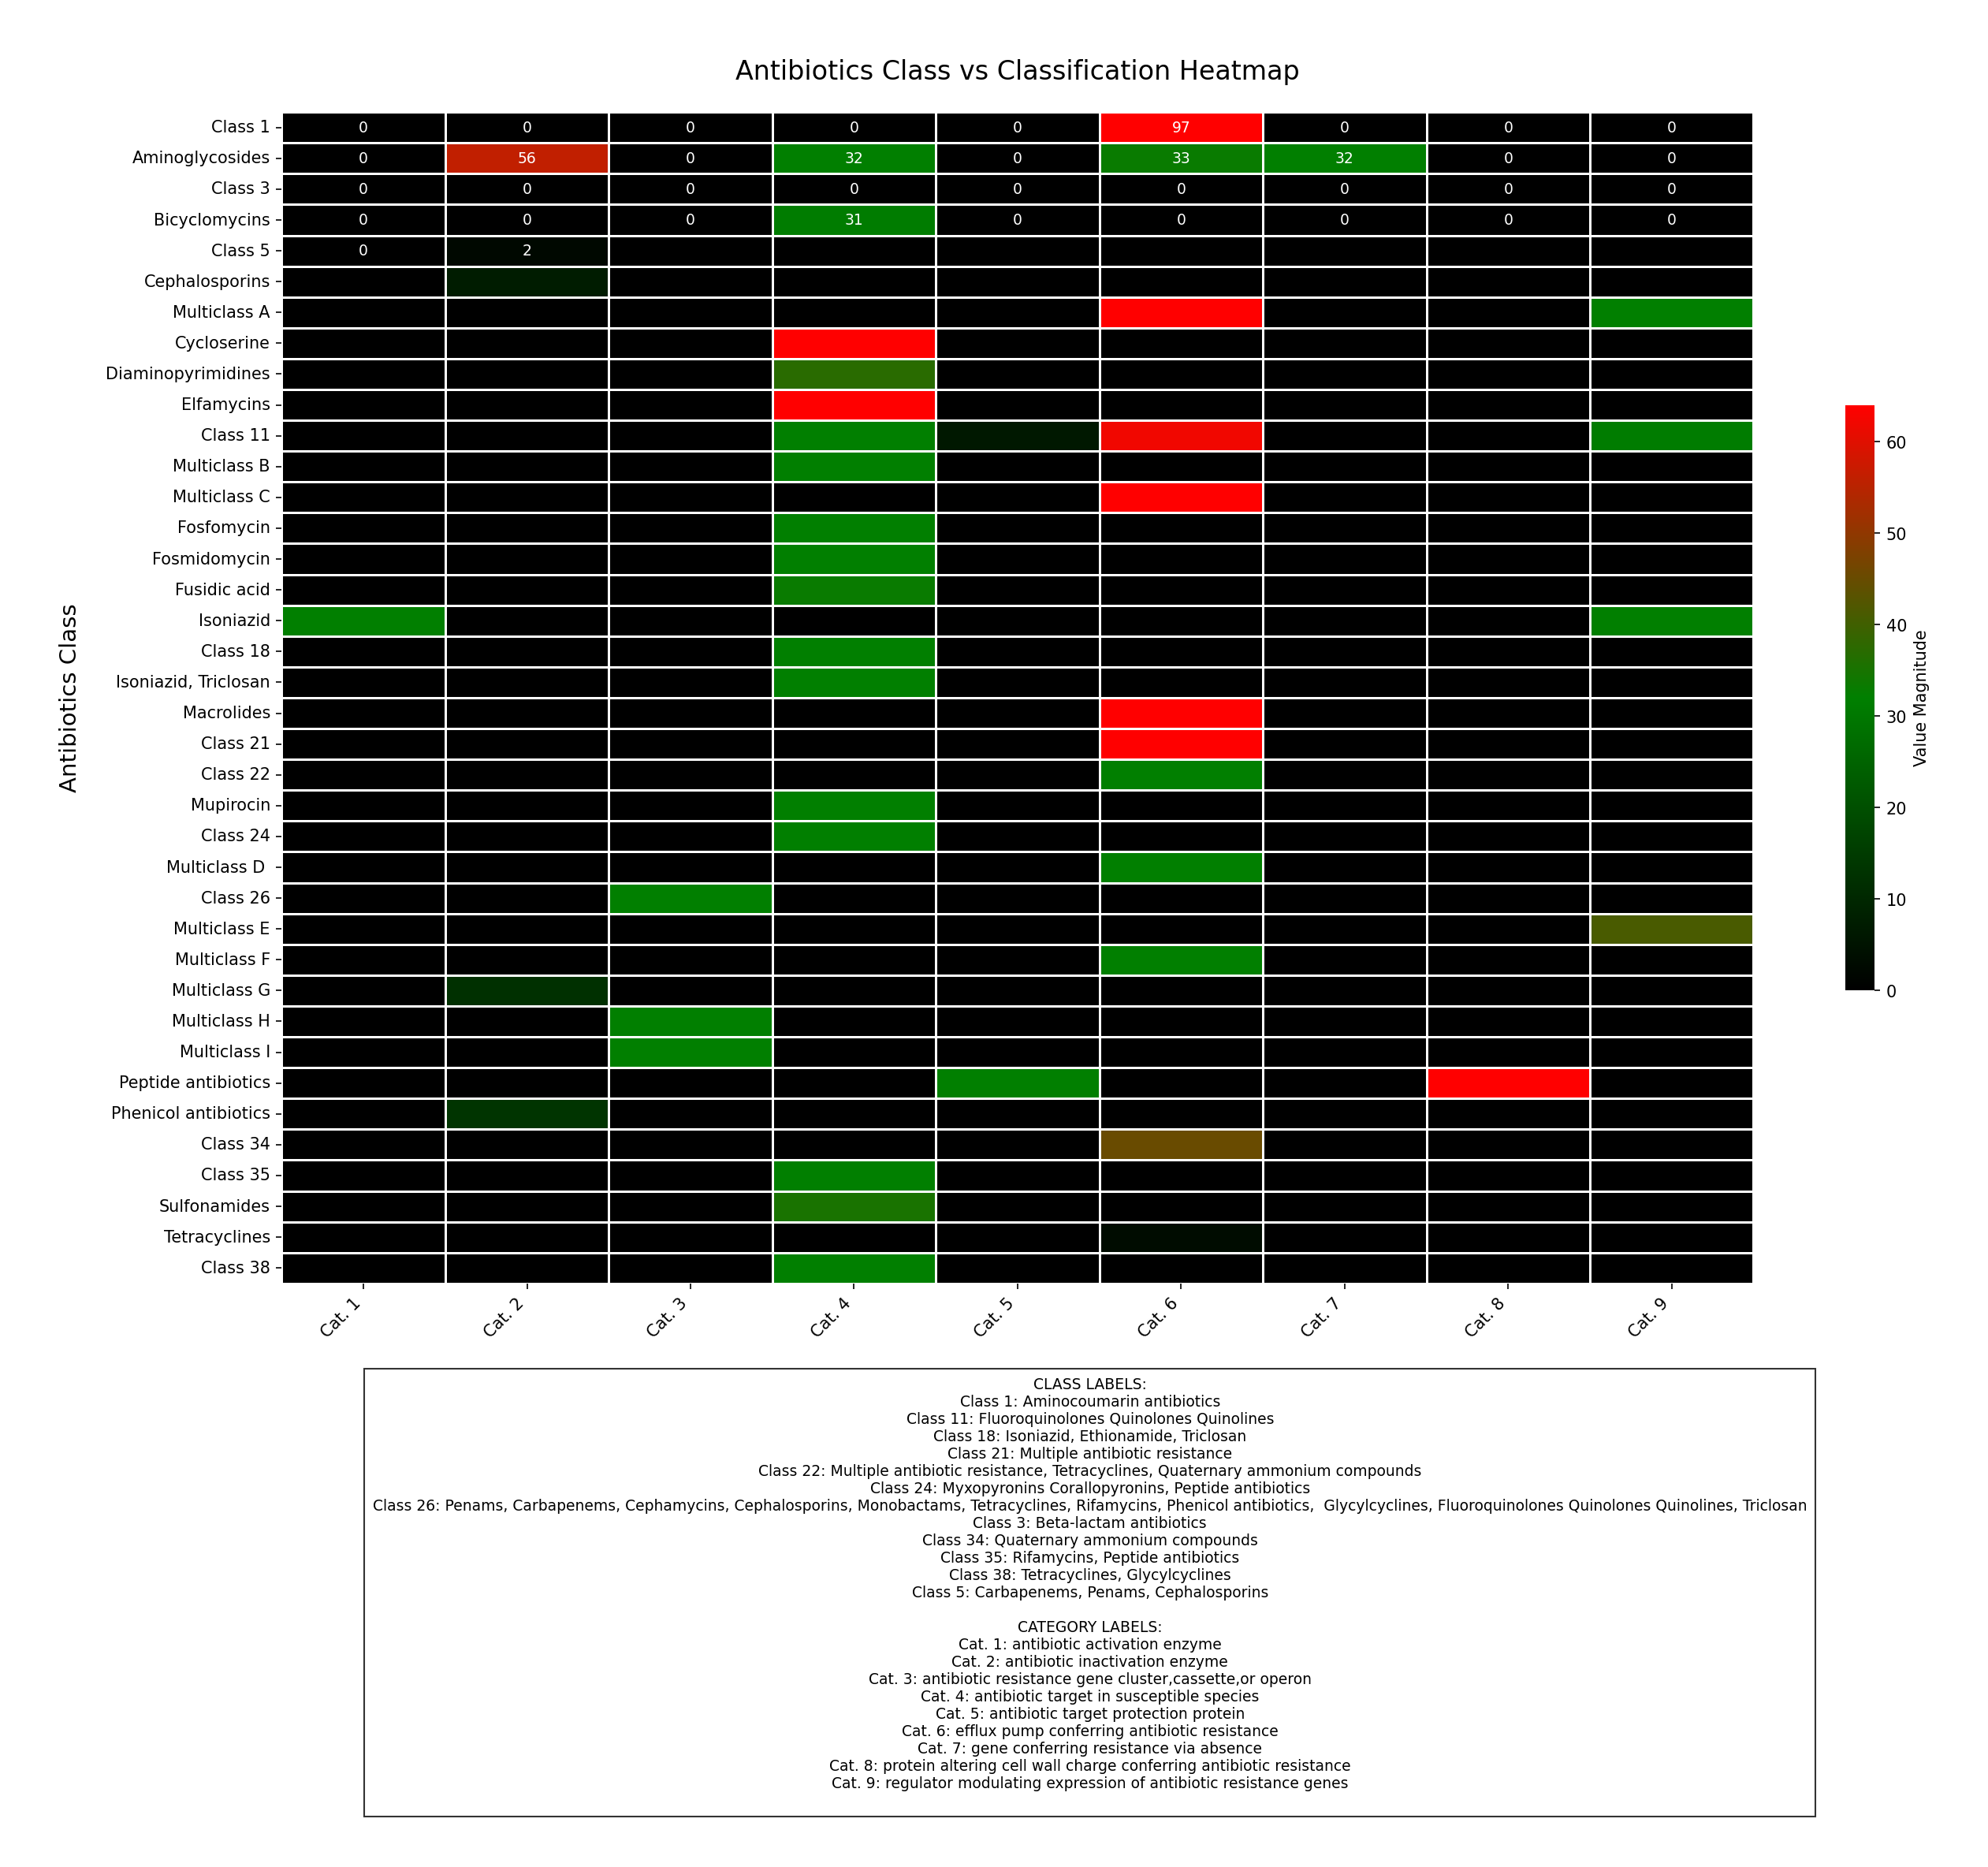 Antibiotics Class vs Classification Heatmap
Class 1 0 0 0 0 0 97 0 0 0
Aminoglycosides 0 56 0 32 0 33 32 0 0
Class 3 0 0 0 0 0 0 0 0 0
Bicyclomycins 0 0 0 31 0 0 0 0 0
Class 5 0 2
Cephalosporins
Multiclass A
Cycloserine
Diaminopyrimidines
Elfamycins
Class 11
Multiclass B
Multiclass C
Fosfomycin
Fosmidomycin
Fusidic acid
Isoniazid
Class 18
Isoniazid, Triclosan
Macrolides
Class 21
Class 22
Mupirocin
Class 24
Multiclass D
Class 26
Multiclass E
Multiclass F
Multiclass G
Multiclass H
Multiclass I
Peptide antibiotics
Phenicol antibiotics
Class 34
Class 35
Sulfonamides
Tetracyclines
Class 38
Antibiotics Class
Cat. 1 Cat. 2 Cat. 3 Cat. 4 Cat. 5 Cat. 6 Cat. 7 Cat. 8 Cat. 9
60
50
40
30
20
10
0
Value Magnitude
CLASS LABELS:
Class 1: Aminocoumarin antibiotics
Class 11: Fluoroquinolones Quinolones Quinolines
Class 18: Isoniazid, Ethionamide, Triclosan
Class 21: Multiple antibiotic resistance
Class 22: Multiple antibiotic resistance, Tetracyclines, Quaternary ammonium compounds
Class 24: Myxopyronins Corallopyronins, Peptide antibiotics
Class 26: Penams, Carbapenems, Cephamycins, Cephalosporins, Monobactams, Tetracyclines, Rifamycins, Phenicol antibiotics,  Glycylcyclines, Fluoroquinolones Quinolones Quinolines, Triclosan
Class 3: Beta-lactam antibiotics
Class 34: Quaternary ammonium compounds
Class 35: Rifamycins, Peptide antibiotics
Class 38: Tetracyclines, Glycylcyclines
Class 5: Carbapenems, Penams, Cephalosporins
CATEGORY LABELS:
Cat. 1: antibiotic activation enzyme
Cat. 2: antibiotic inactivation enzyme
Cat. 3: antibiotic resistance gene cluster,cassette,or operon
Cat. 4: antibiotic target in susceptible species
Cat. 5: antibiotic target protection protein
Cat. 6: efflux pump conferring antibiotic resistance
Cat. 7: gene conferring resistance via absence
Cat. 8: protein altering cell wall charge conferring antibiotic resistance
Cat. 9: regulator modulating expression of antibiotic resistance genes